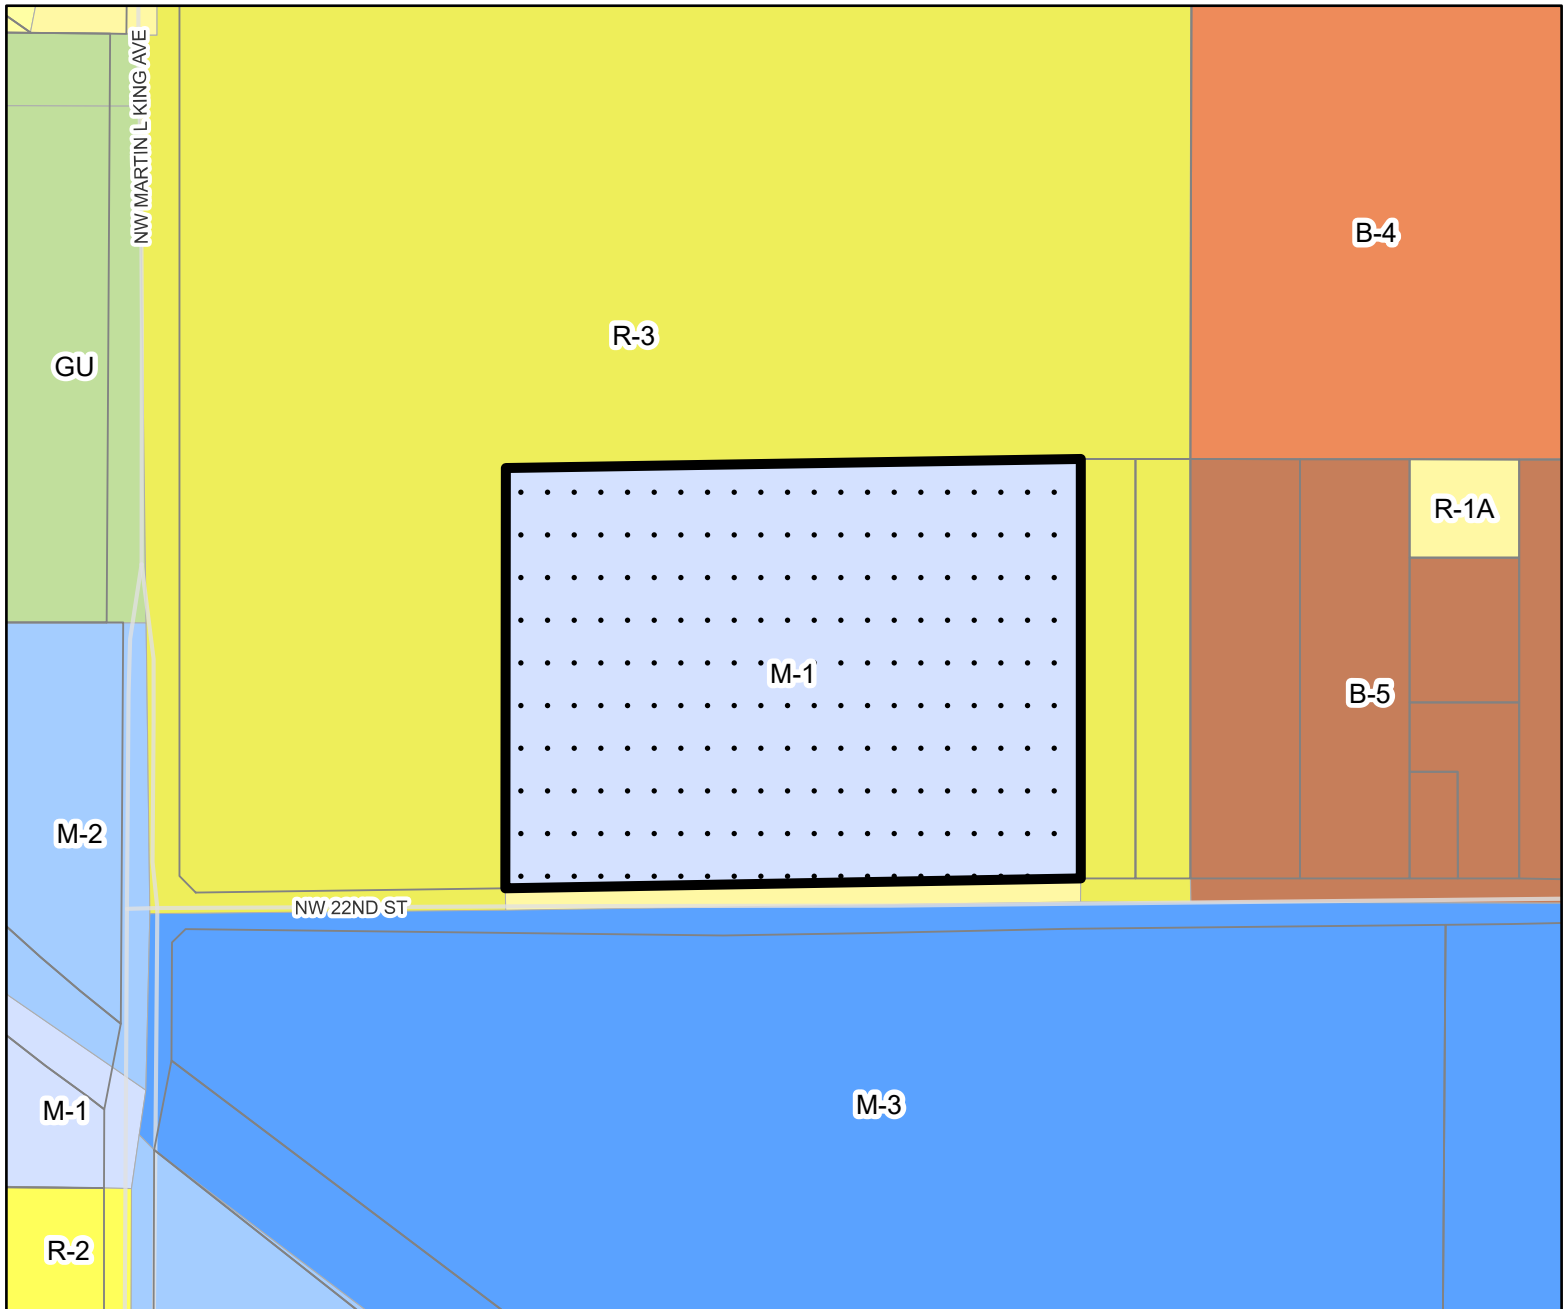 NW MARTIN L KING AVE
B-4
R-3
GU
R-1A
M-1
B-5
M-2
NW 22ND ST
M-3
M-1
R-2